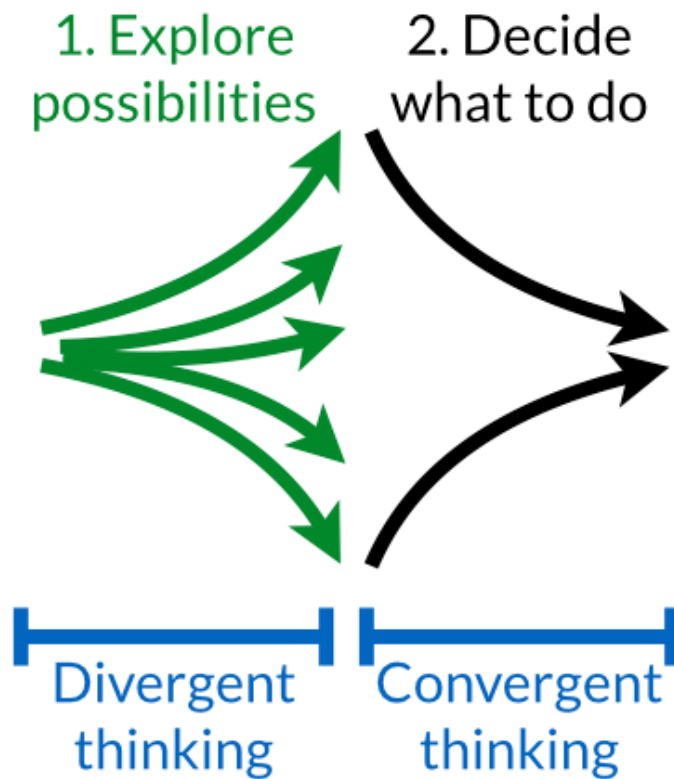 1. Explore
possibilities
2. Decide
what to do
Divergent
thinking
Convergent
thinking